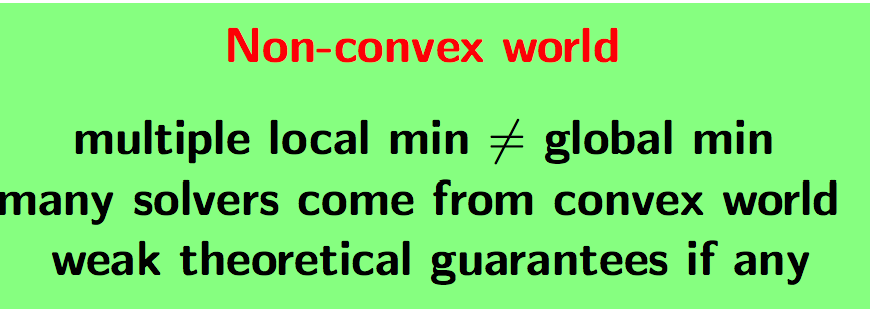 Non-convex world
multiple local min ≠ global min
many solvers come from convex world
weak theoretical guarantees if any